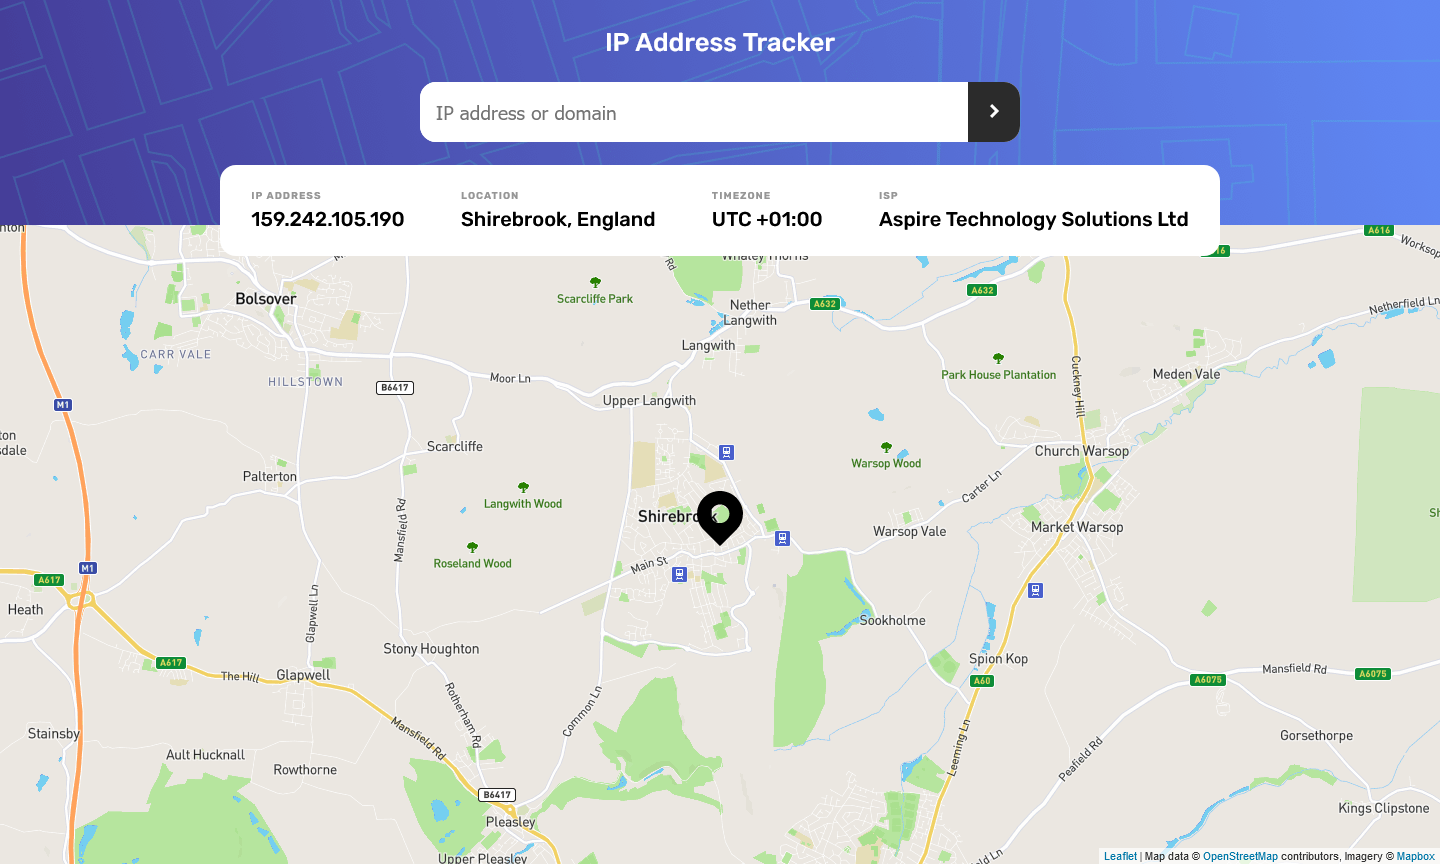 IP Address Tracker
IP address or domain
IP ADDRESS
159.242.105.190
LOCATION
Shirebrook, England
TIMEZONE
UTC +01:00
ISP
Aspire Technology Solutions Ltd
A616
Worksop
Whaley Thorns
Rd
Bolsover
Scarcliffe Park
A632
A632
Nether
Langwith
Netherfield Ln
CARR VALE
Langwith
HILLSTOWN
Moor Ln
B6417
Park House Plantation
Cuckney Hill
Meden Vale
Upper Langwith
M1
Scarcliffe
Church Warsop
Warsop Wood
Palterton
Carter Ln
Langwith Wood
Mansfield Rd
Warsop Vale
Market Warsop
Roseland Wood
Main St
M1
A617
Heath
Glapwell Ln
Sookholme
Stony Houghton
Spion Kop
A617
The Hill
Glapwell
Mansfield Rd
A6075
A6075
A60
Rotherham Rd
Common Ln
Stainsby
Mansfield Rd
Leeming Ln
Gorsethorpe
Ault Hucknall
Rowthorne
Peafield Rd
B6417
Pleasley
Kings Clipstone
Upper Pleasley
Leaflet | Map data © OpenStreetMap contributors, Imagery © Mapbox